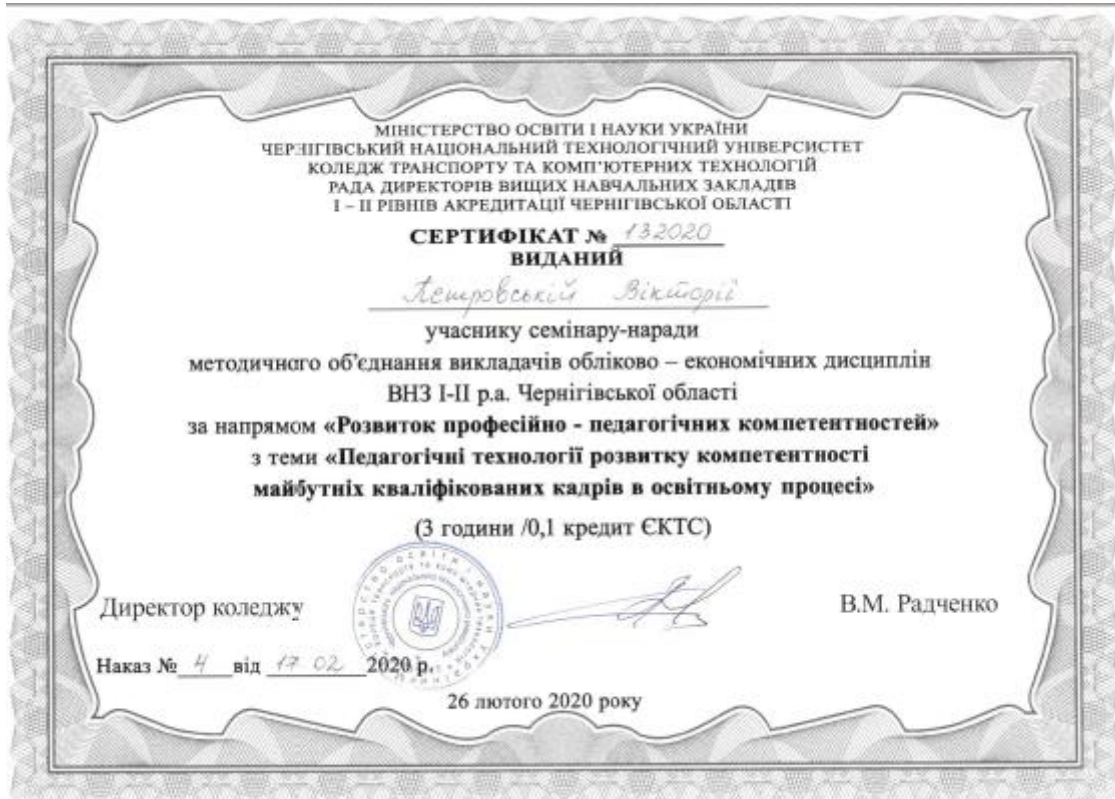 МІНІСТЕРСТВО ОСВІТИ І НАУКИ УКРАЇНИ
ЧЕРНІГІВСЬКИЙ НАЦІОНАЛЬНИЙ ТЕХНОЛОГІЧНИЙ УНІВЕРСИСТЕТ
КОЛЕДЖ ТРАНСПОРТУ ТА КОМП'ЮТЕРНИХ ТЕХНОЛОГІЙ
РАДА ДИРЕКТОРІВ ВИЩИХ НАВЧАЛЬНИХ ЗАКЛАДІВ
І – ІІ РІВНІВ АКРЕДИТАЦІЇ ЧЕРНІГІВСЬКОЇ ОБЛАСТІ
СЕРТИФІКАТ № 132020
ВИДАНИЙ
Петровській Вікторії
учаснику семінару-наради
методичного об'єднання викладачів обліково – економічних дисциплін
ВНЗ І-ІІ р.а. Чернігівської області
за напрямом «Розвиток професійно - педагогічних компетентностей»
з теми «Педагогічні технології розвитку компетентності
майбутніх кваліфікованих кадрів в освітньому процесі»
(3 години /0,1 кредит ЄКТС)
Директор коледжу В.М. Радченко
Наказ № 4 від 17 02 2020 р.
26 лютого 2020 року